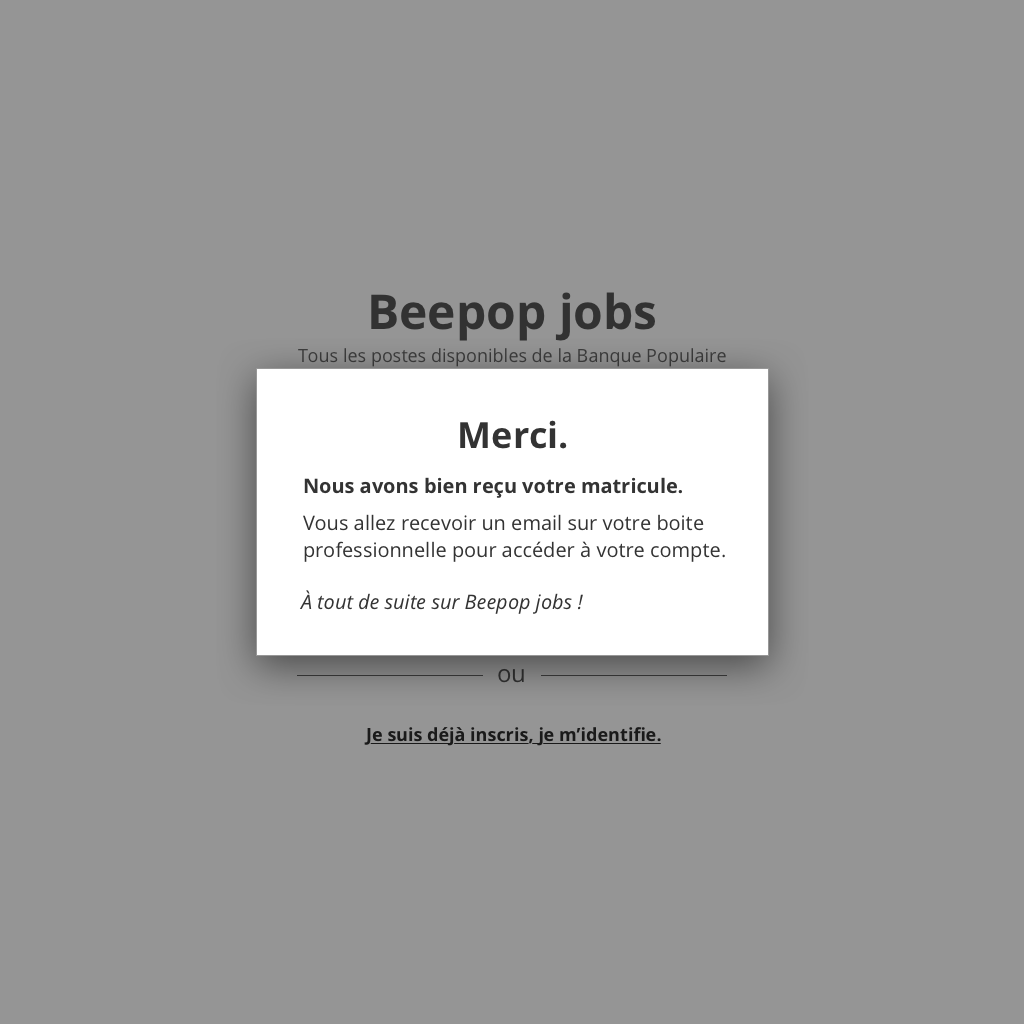 Beepop jobs
Tous les postes disponibles de la Banque Populaire
Merci.
Nous avons bien reçu votre matricule.
Vous allez recevoir un email sur votre boite
professionnelle pour accéder à votre compte.
À tout de suite sur Beepop jobs !
ou
Je suis déjà inscris, je m’identifie.